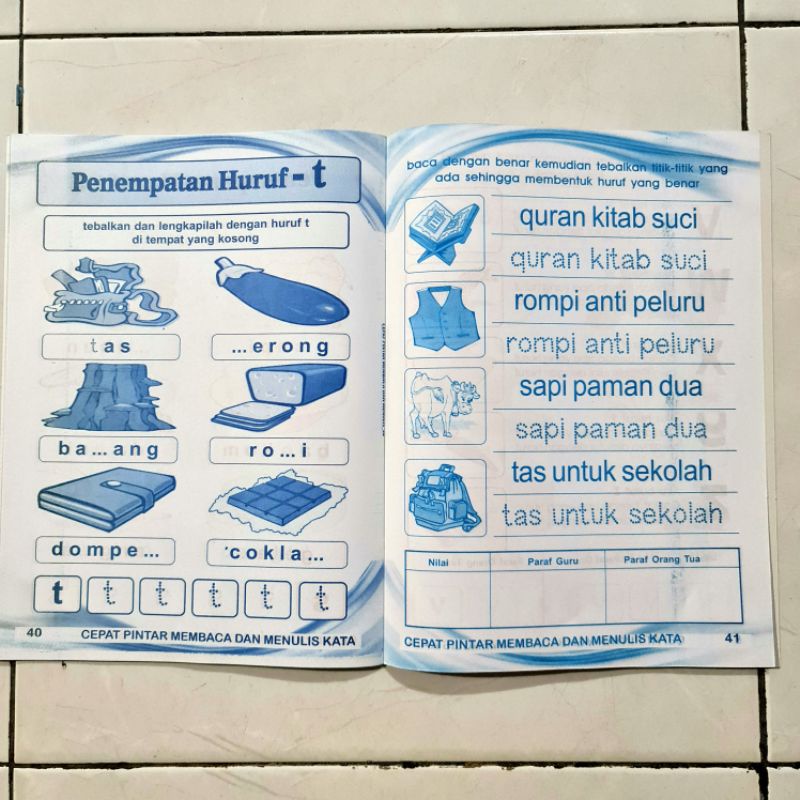 Penempatan Huruf - t
tebalkan dan lengkapilah dengan huruf t
di tempat yang kosong
tas
...erong
ba...ang
ro...i
dompe...
cokla...
t t t t t t
40 CEPAT PINTAR MEMBACA DAN MENULIS KATA
baca dengan benar kemudian tebalkan titik-titik yang
ada sehingga membentuk huruf yang benar
quran kitab suci
quran kitab suci
rompi anti peluru
rompi anti peluru
sapi paman dua
sapi paman dua
tas untuk sekolah
tas untuk sekolah
Nilai Paraf Guru Paraf Orang Tua
CEPAT PINTAR MEMBACA DAN MENULIS KATA 41